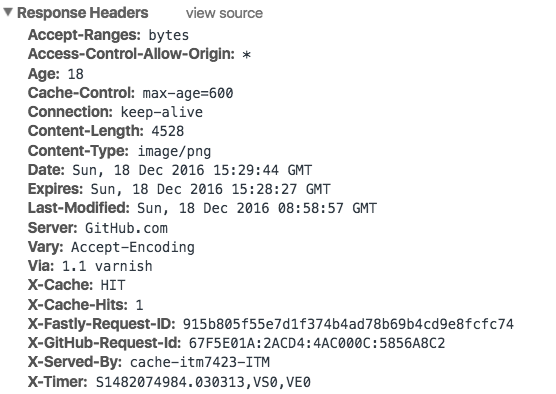 ▼ Response Headers view source
Accept-Ranges: bytes
Access-Control-Allow-Origin: *
Age: 18
Cache-Control: max-age=600
Connection: keep-alive
Content-Length: 4528
Content-Type: image/png
Date: Sun, 18 Dec 2016 15:29:44 GMT
Expires: Sun, 18 Dec 2016 15:28:27 GMT
Last-Modified: Sun, 18 Dec 2016 08:58:57 GMT
Server: GitHub.com
Vary: Accept-Encoding
Via: 1.1 varnish
X-Cache: HIT
X-Cache-Hits: 1
X-Fastly-Request-ID: 915b805f55e7d1f374b4ad78b69b4cd9e8fcfc74
X-GitHub-Request-Id: 67F5E01A:2ACD4:4AC000C:5856A8C2
X-Served-By: cache-itm7423-ITM
X-Timer: S1482074984.030313,VS0,VE0